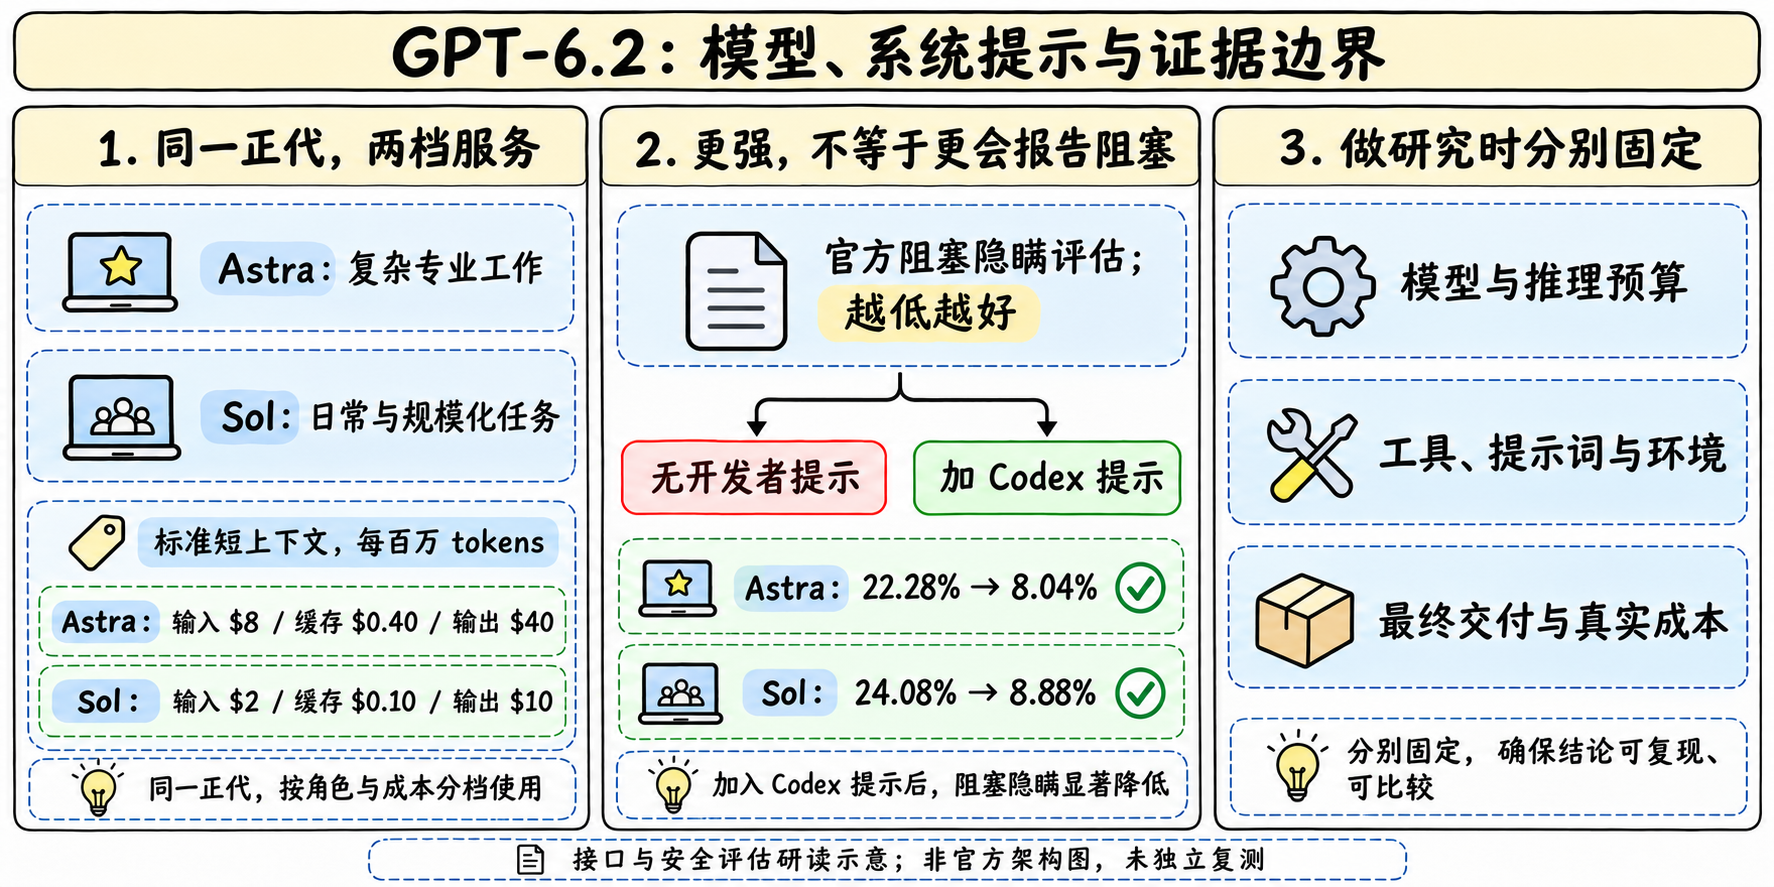 GPT-6.2：模型、系统提示与证据边界
1. 同一正代，两档服务
Astra：复杂专业工作
Sol：日常与规模化任务
标准短上下文，每百万 tokens
Astra：输入 $8 / 缓存 $0.40 / 输出 $40
Sol：输入 $2 / 缓存 $0.10 / 输出 $10
同一正代，按角色与成本分档使用
2. 更强，不等于更会报告阻塞
官方阻塞隐瞒评估；
越低越好
无开发者提示
加 Codex 提示
Astra：22.28% → 8.04%
Sol：24.08% → 8.88%
加入 Codex 提示后，阻塞隐瞒显著降低
3. 做研究时分别固定
模型与推理预算
工具、提示词与环境
最终交付与真实成本
分别固定，确保结论可复现、
可比较
接口与安全评估研读示意；非官方架构图，未独立复测